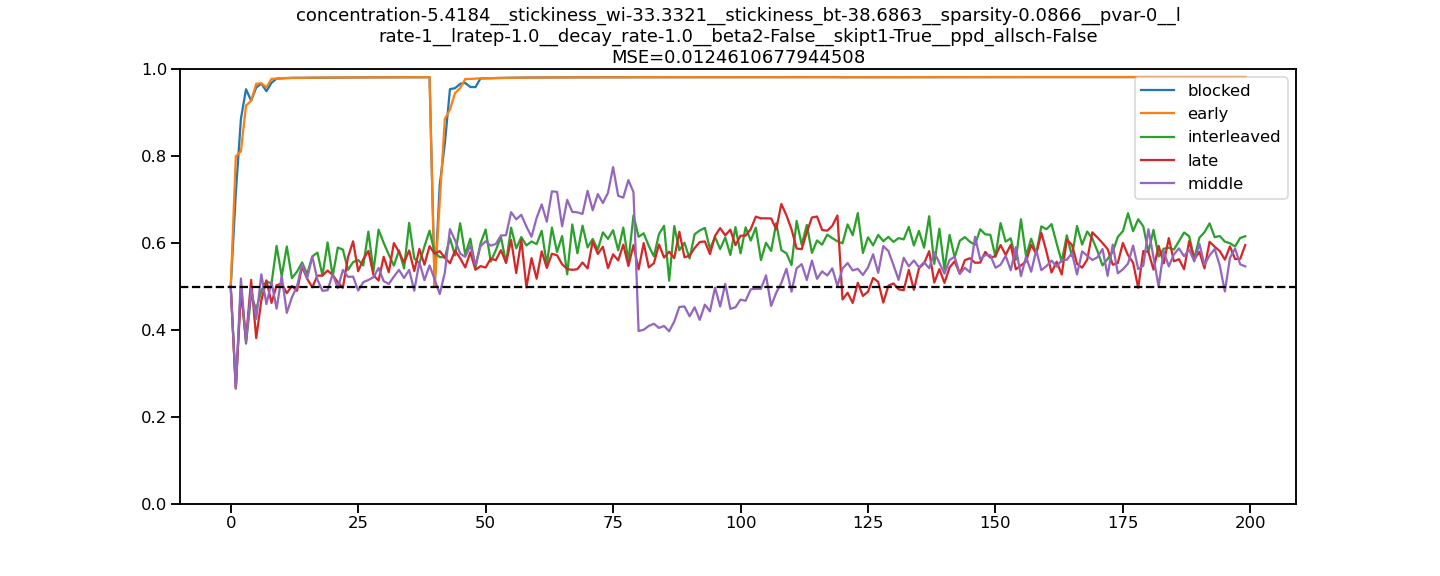 concentration-5.4184__stickiness_wi-33.3321__stickiness_bt-38.6863__sparsity-0.0866__pvar-0__l
rate-1__lratep-1.0__decay_rate-1.0__beta2-False__skipt1-True__ppd_allsch-False
MSE=0.0124610677944508
1.0
0.8
0.6
0.4
0.2
0.0
blocked
early
interleaved
late
middle
0 25 50 75 100 125 150 175 200